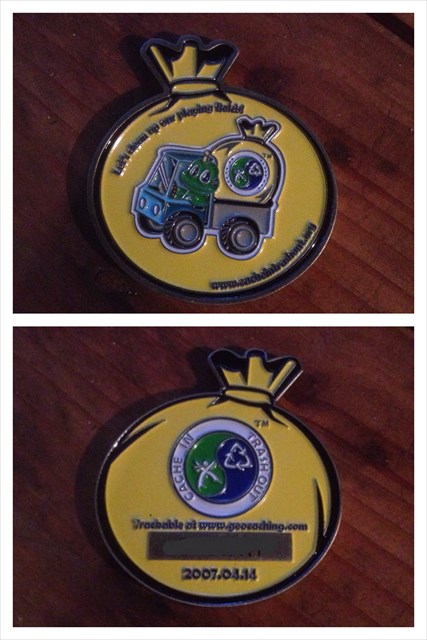 Let's clean up our playing field!
www.cacheintrashout.org
CACHE IN
TRASH OUT
TM
Trackable at www.geocaching.com
2007.04.14